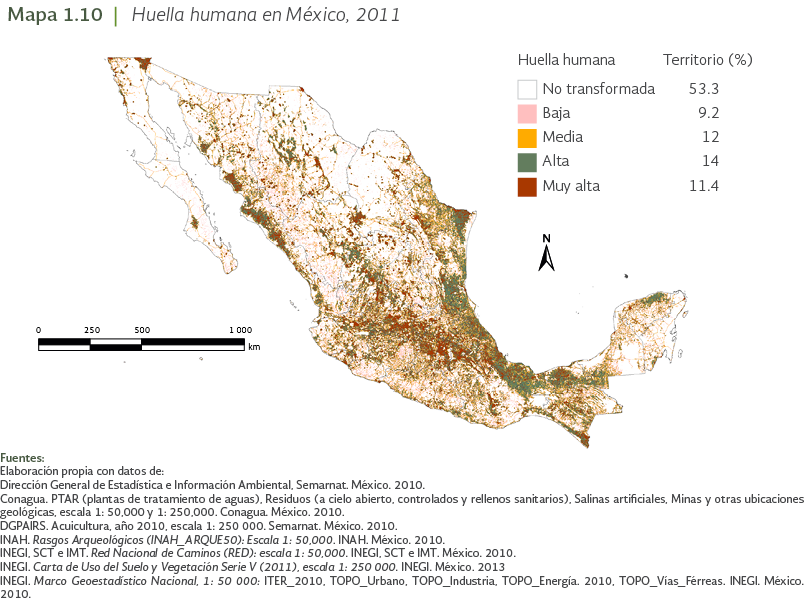 Mapa 1.10 | Huella humana en México, 2011
Huella humana Territorio (%)
No transformada 53.3
Baja 9.2
Media 12
Alta 14
Muy alta 11.4
N
0 250 500 1 000
km
Fuentes:
Elaboración propia con datos de:
Dirección General de Estadística e Información Ambiental, Semarnat. México. 2010.
Conagua. PTAR (plantas de tratamiento de aguas), Residuos (a cielo abierto, controlados y rellenos sanitarios), Salinas artificiales, Minas y otras ubicaciones
geológicas, escala 1: 50,000 y 1: 250,000. Conagua. México. 2010.
DGPAIRS. Acuicultura, año 2010, escala 1: 250 000. Semarnat. México. 2010.
INAH. Rasgos Arqueológicos (INAH_ARQUE50): Escala 1: 50,000. INAH. México. 2010.
INEGI, SCT e IMT. Red Nacional de Caminos (RED): escala 1: 50,000. INEGI, SCT e IMT. México. 2010.
INEGI. Carta de Uso del Suelo y Vegetación Serie V (2011), escala 1: 250 000. INEGI. México. 2013
INEGI. Marco Geoestadístico Nacional, 1: 50 000: ITER_2010, TOPO_Urbano, TOPO_Industria, TOPO_Energía. 2010, TOPO_Vías_Férreas. INEGI. México.
2010.